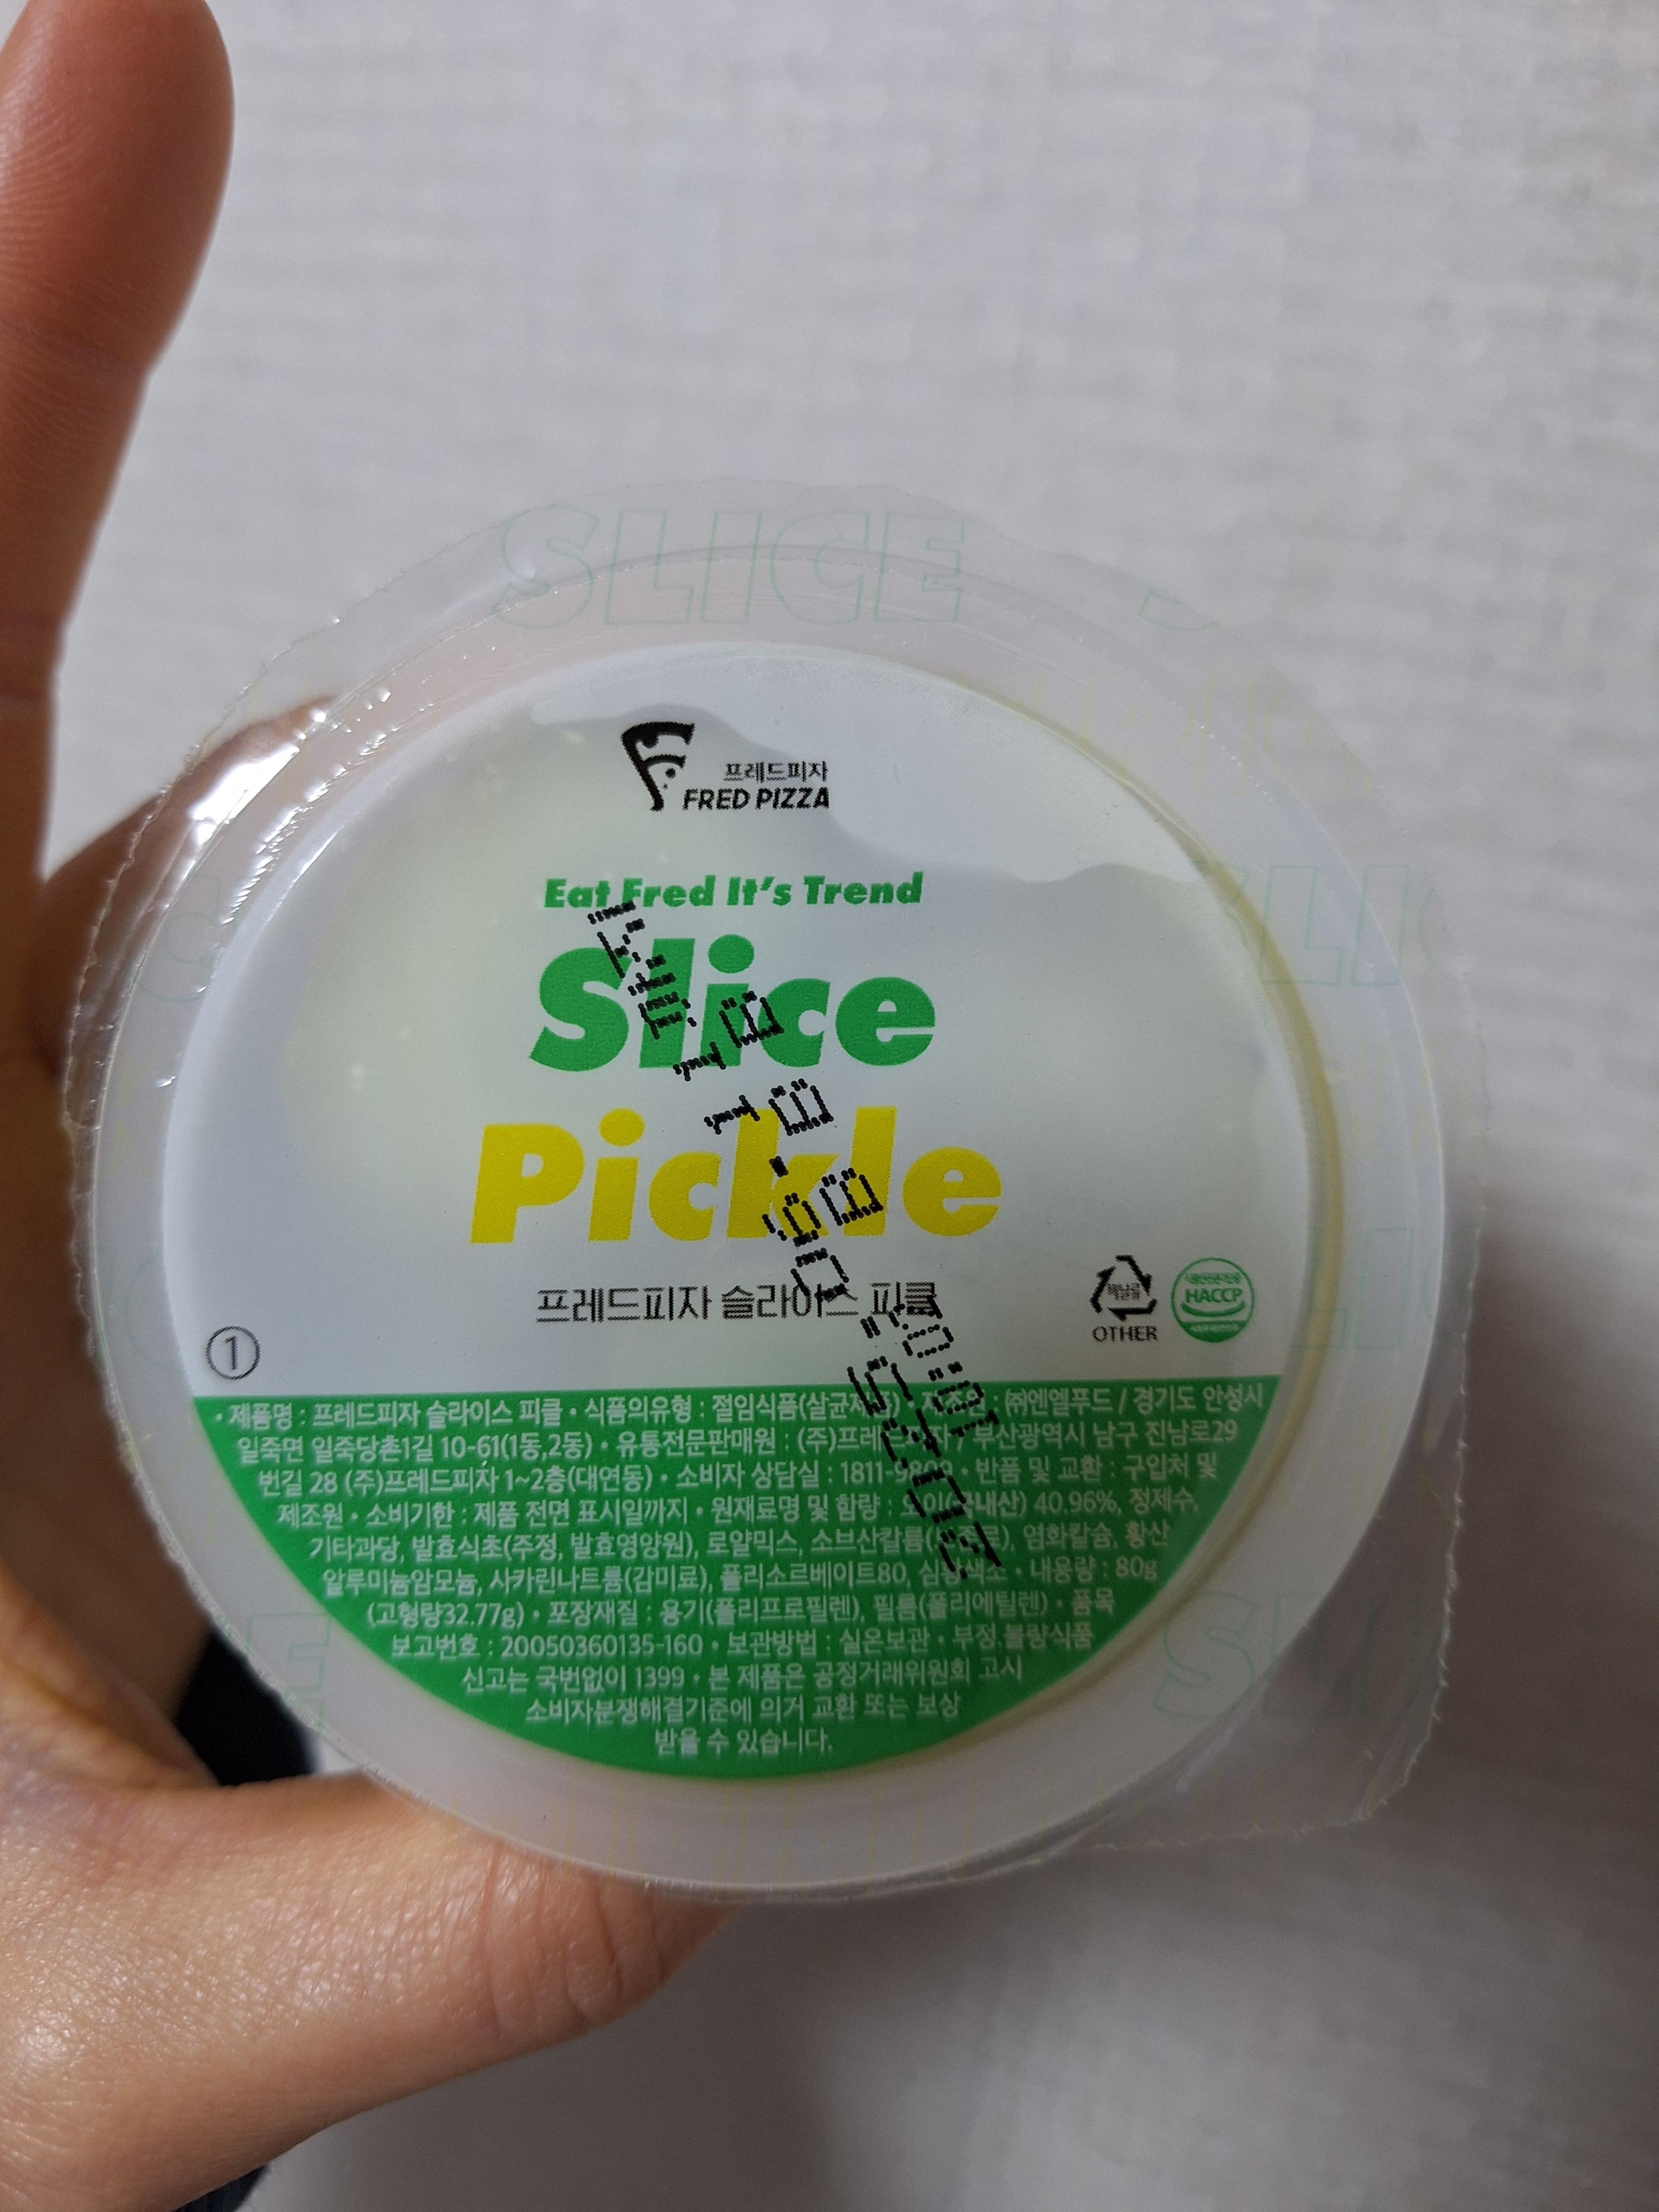 프레드피자
FRED PIZZA
Eat Fred It's Trend
Slice
Pickle
프레드피자 슬라이스 피클
OTHER
HACCP
①
• 제품명 : 프레드피자 슬라이스 피클 • 식품의유형 : 절임식품(살균제품) • 제조원 : ㈜엔엘푸드 / 경기도 안성시
일죽면 일죽당촌1길 10-61(1동,2동) • 유통전문판매원 : (주)프레드피자 / 부산광역시 남구 진남로29
번길 28 (주)프레드피자 1~2층(대연동) • 소비자 상담실 : 1811-9809 • 반품 및 교환 : 구입처 및
제조원 • 소비기한 : 제품 전면 표시일까지 • 원재료명 및 함량 : 오이(국내산) 40.96%, 정제수,
기타과당, 발효식초(주정, 발효영양원), 로얄믹스, 소브산칼륨(보존료), 염화칼슘, 황산
알루미늄암모늄, 사카린나트륨(감미료), 폴리소르베이트80, 심황색소 • 내용량 : 80g
(고형량32.77g) • 포장재질 : 용기(폴리프로필렌), 필름(폴리에틸렌) • 품목
보고번호 : 20050360135-160 • 보관방법 : 실온보관 • 부정.불량식품
신고는 국번없이 1399 • 본 제품은 공정거래위원회 고시
소비자분쟁해결기준에 의거 교환 또는 보상
받을 수 있습니다.
SLICE